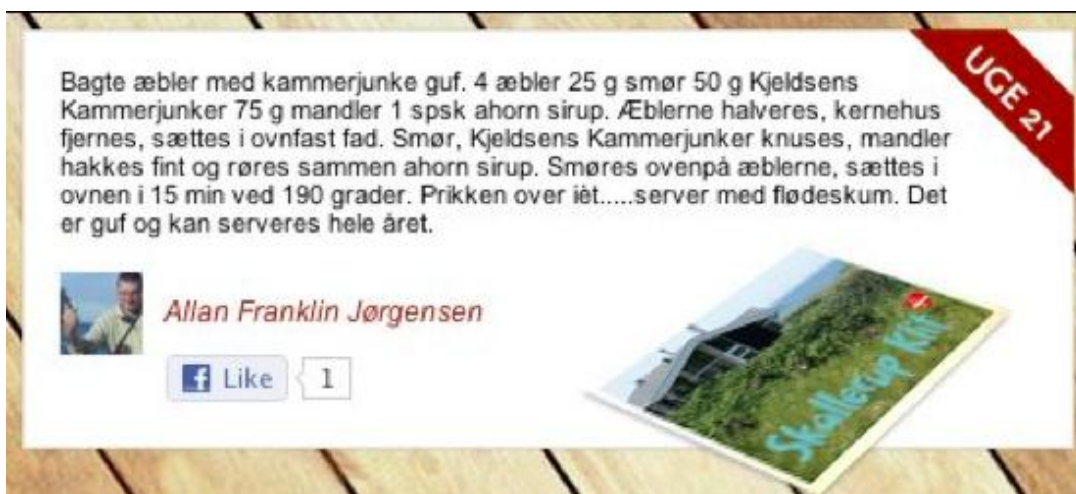 Bagte æbler med kammerjunke guf. 4 æbler 25 g smør 50 g Kjeldsens
Kammerjunker 75 g mandler 1 spsk ahorn sirup. Æblerne halveres, kernehus
fjernes, sættes i ovnfast fad. Smør, Kjeldsens Kammerjunker knuses, mandler
hakkes fint og røres sammen ahorn sirup. Smøres ovenpå æblerne, sættes i
ovnen i 15 min ved 190 grader. Prikken over ièt.....server med flødeskum. Det
er guf og kan serveres hele året.
UGE 21
Allan Franklin Jørgensen
Like 1
Skallerup Klit